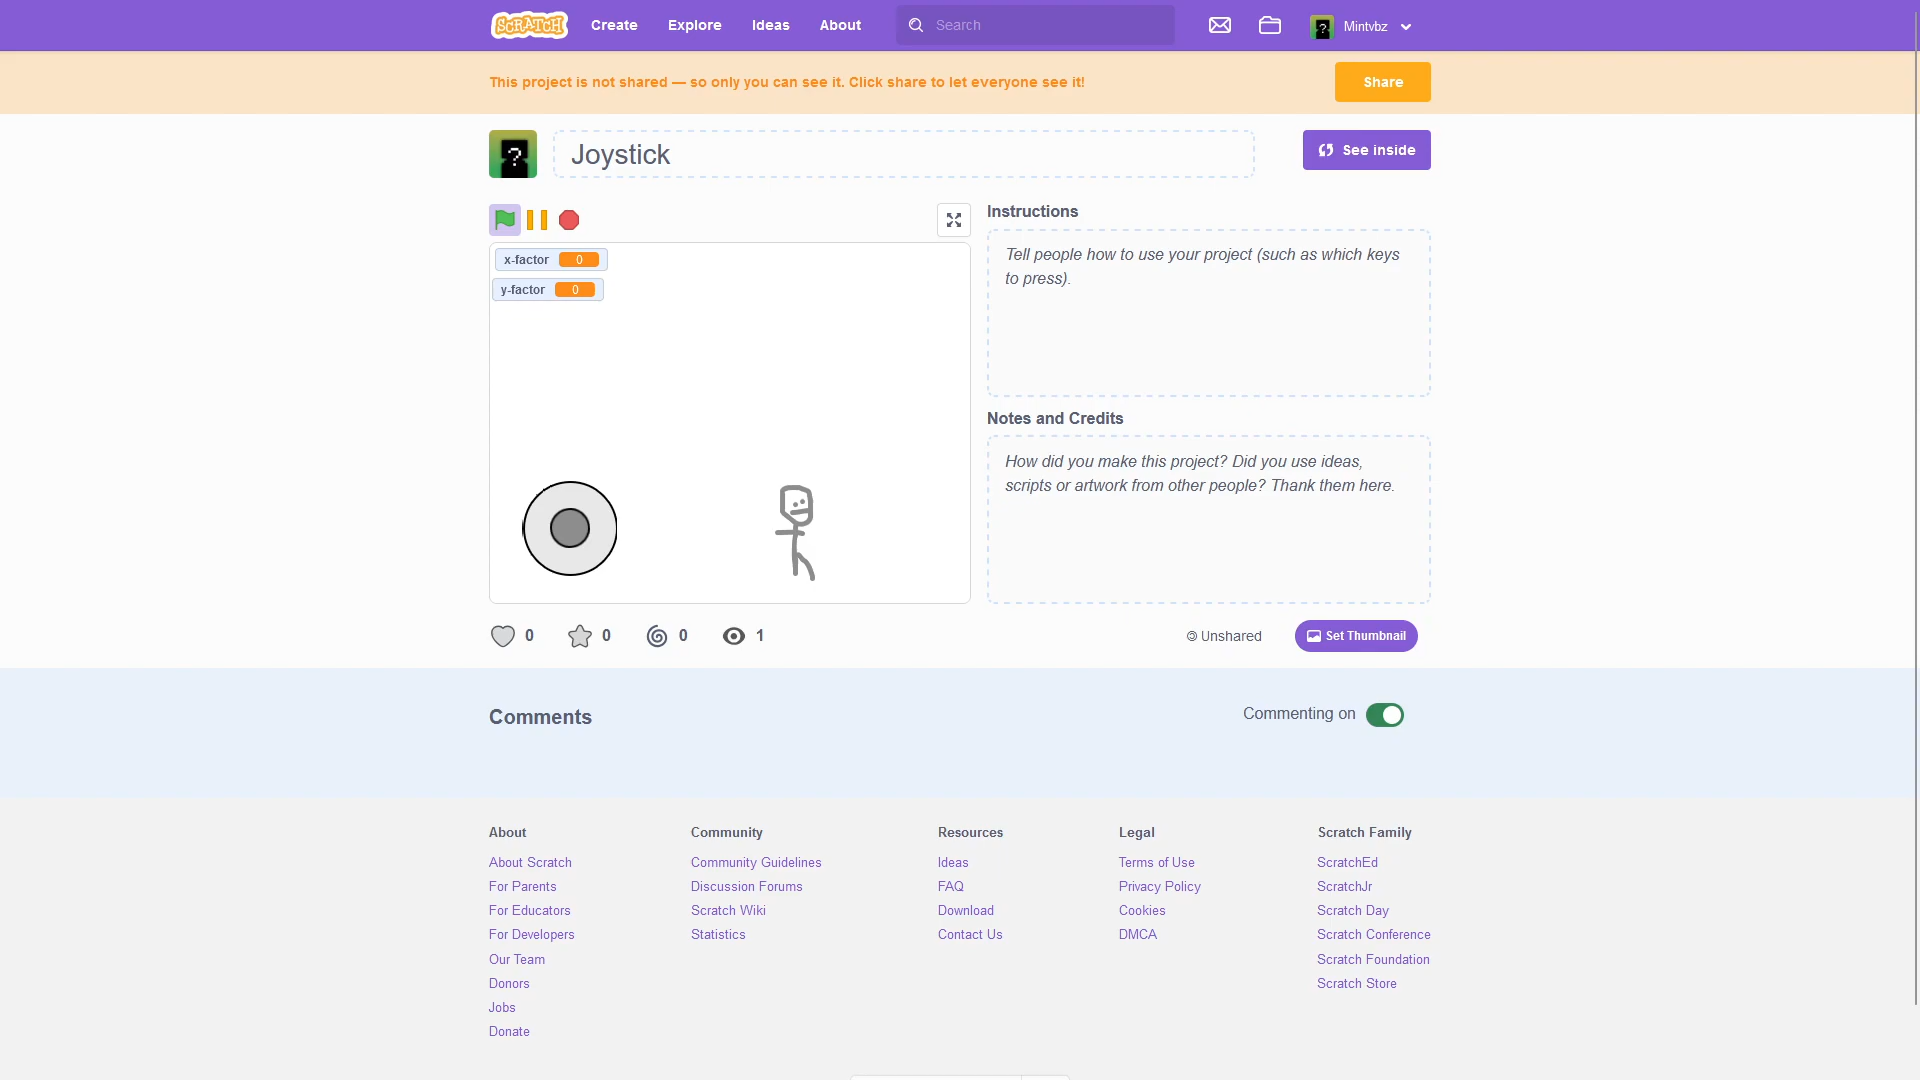 SCRATCH Create Explore Ideas About Search Mintvbz
This project is not shared — so only you can see it. Click share to let everyone see it! Share
? Joystick See inside
Instructions
x-factor 0
y-factor 0
Tell people how to use your project (such as which keys
to press).
Notes and Credits
How did you make this project? Did you use ideas,
scripts or artwork from other people? Thank them here.
0 0 0 1 Unshared Set Thumbnail
Comments Commenting on
About Community Resources Legal Scratch Family
About Scratch Community Guidelines Ideas Terms of Use ScratchEd
For Parents Discussion Forums FAQ Privacy Policy ScratchJr
For Educators Scratch Wiki Download Cookies Scratch Day
For Developers Statistics Contact Us DMCA Scratch Conference
Our Team Scratch Foundation
Donors Scratch Store
Jobs
Donate